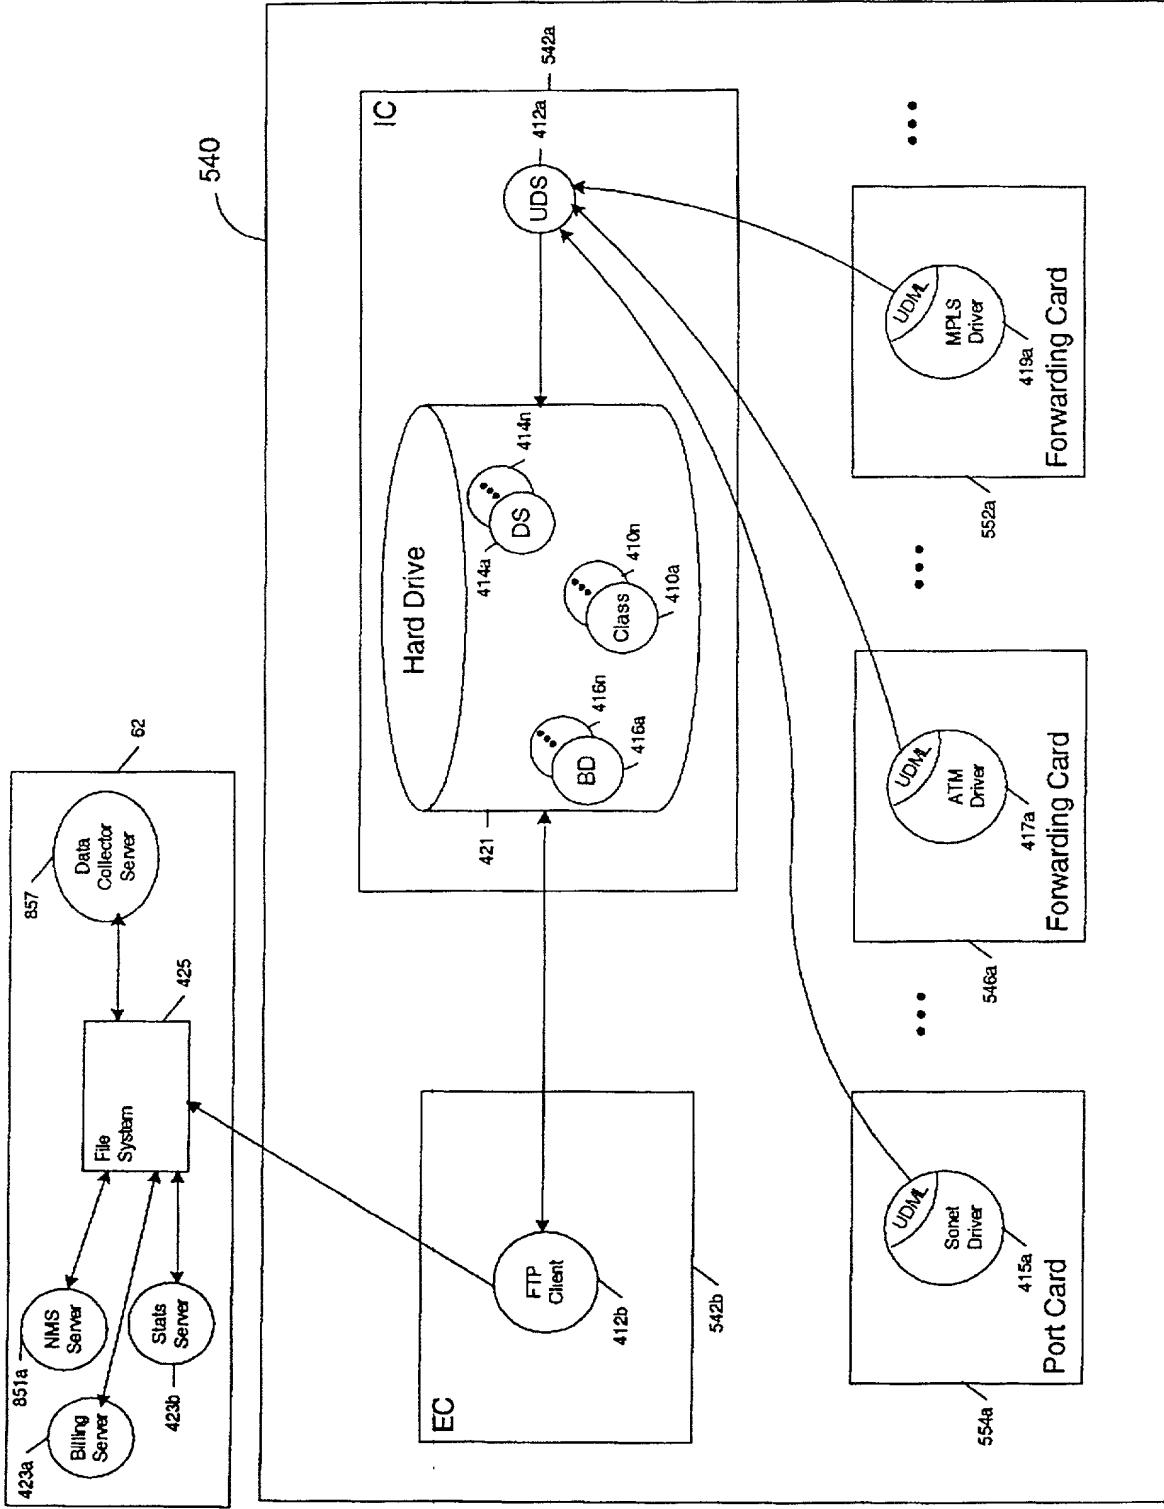 62
857
Data
Collector
Server
425
File
System
851a
NMS
Server
Stats
Server
423b
423a
Billing
Server
540
542a
IC
412a
UDS
Hard Drive
414n
DS
414a
410n
Class
410a
416n
BD
416a
421
EC
FTP
Client
412b
542b
UDML
Sonet
Driver
415a
Port Card
554a
•••
UDML
ATM
Driver
417a
Forwarding Card
546a
•••
UDML
MPLS
Driver
419a
Forwarding Card
552a
•••